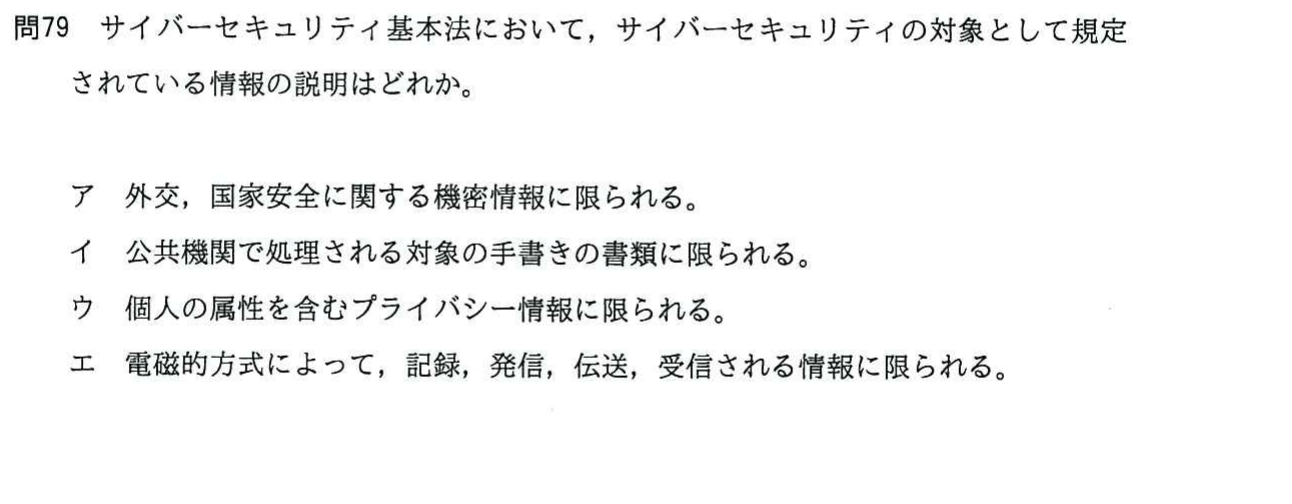 問79　サイバーセキュリティ基本法において，サイバーセキュリティの対象として規定
されている情報の説明はどれか。
ア　外交，国家安全に関する機密情報に限られる。
イ　公共機関で処理される対象の手書きの書類に限られる。
ウ　個人の属性を含むプライバシー情報に限られる。
エ　電磁的方式によって，記録，発信，伝送，受信される情報に限られる。